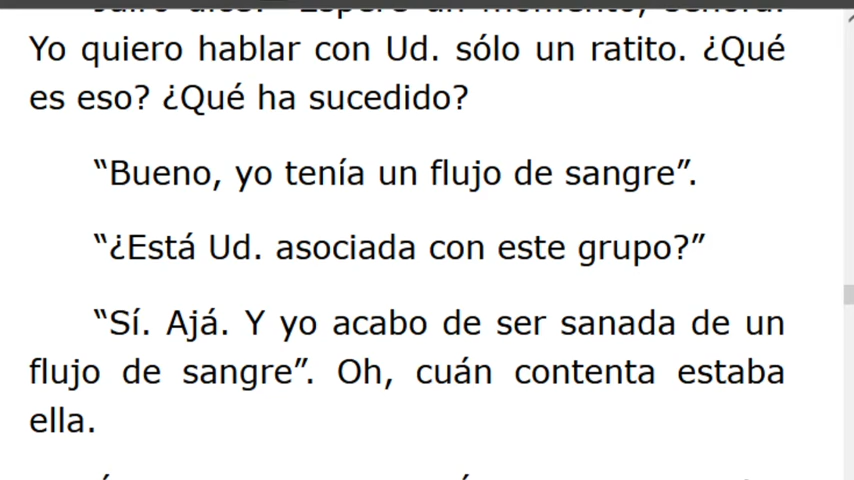 Yo quiero hablar con Ud. sólo un ratito. ¿Qué
es eso? ¿Qué ha sucedido?
“Bueno, yo tenía un flujo de sangre”.
“¿Está Ud. asociada con este grupo?”
“Sí. Ajá. Y yo acabo de ser sanada de un
flujo de sangre”. Oh, cuán contenta estaba
ella.